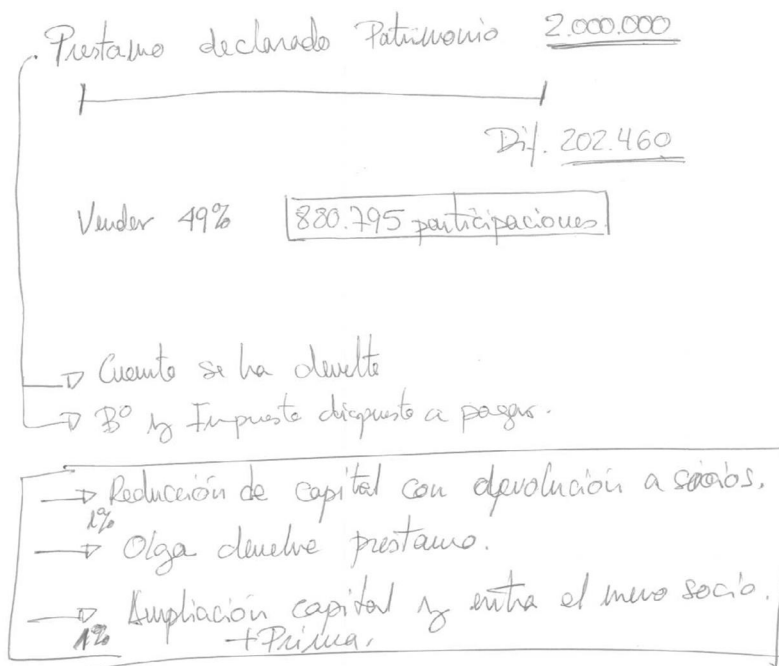 Prestamo declarado Patrimonio 2.000.000
Dif. 202.460
Vender 49% 880.795 participaciones
→ Cuanto se ha devuelto
→ Bº y Impuesto dispuesto a pagar.
→ Reducción de capital con devolución a socios.
1%
→ Olga devuelve prestamo.
→ Ampliación capital y entra el nuevo socio.
1% + Prima.